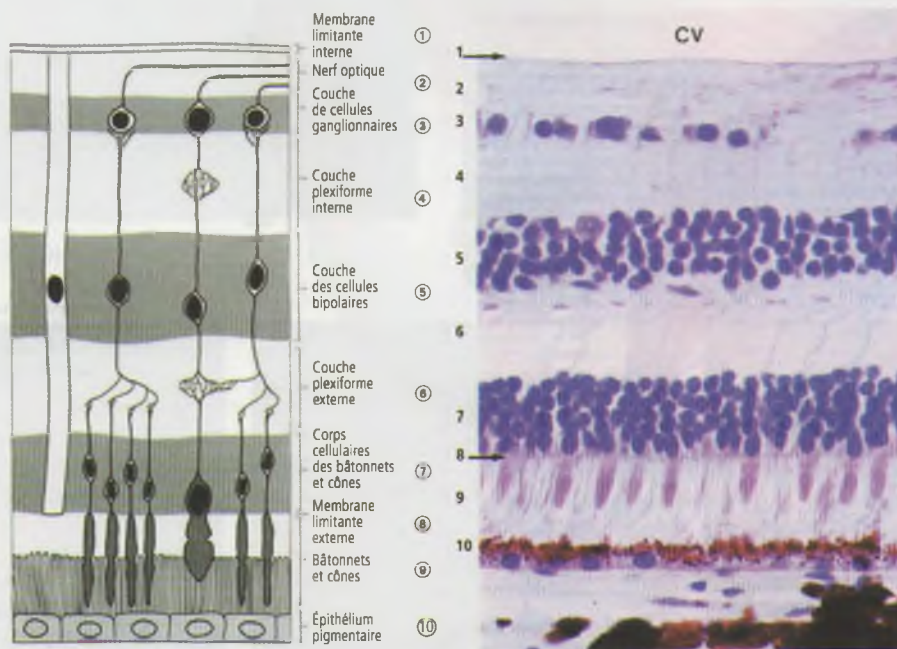 Membrane
limitante
interne ①
Nerf optique ②
Couche
de cellules
ganglionnaires ③
Couche
plexiforme
interne ④
Couche
des cellules
bipolaires ⑤
Couche
plexiforme
externe ⑥
Corps
cellulaires
des bâtonnets
et cônes ⑦
Membrane
limitante
externe ⑧
Bâtonnets
et cônes ⑨
Épithélium
pigmentaire ⑩
CV
1
2
3
4
5
6
7
8
9
10